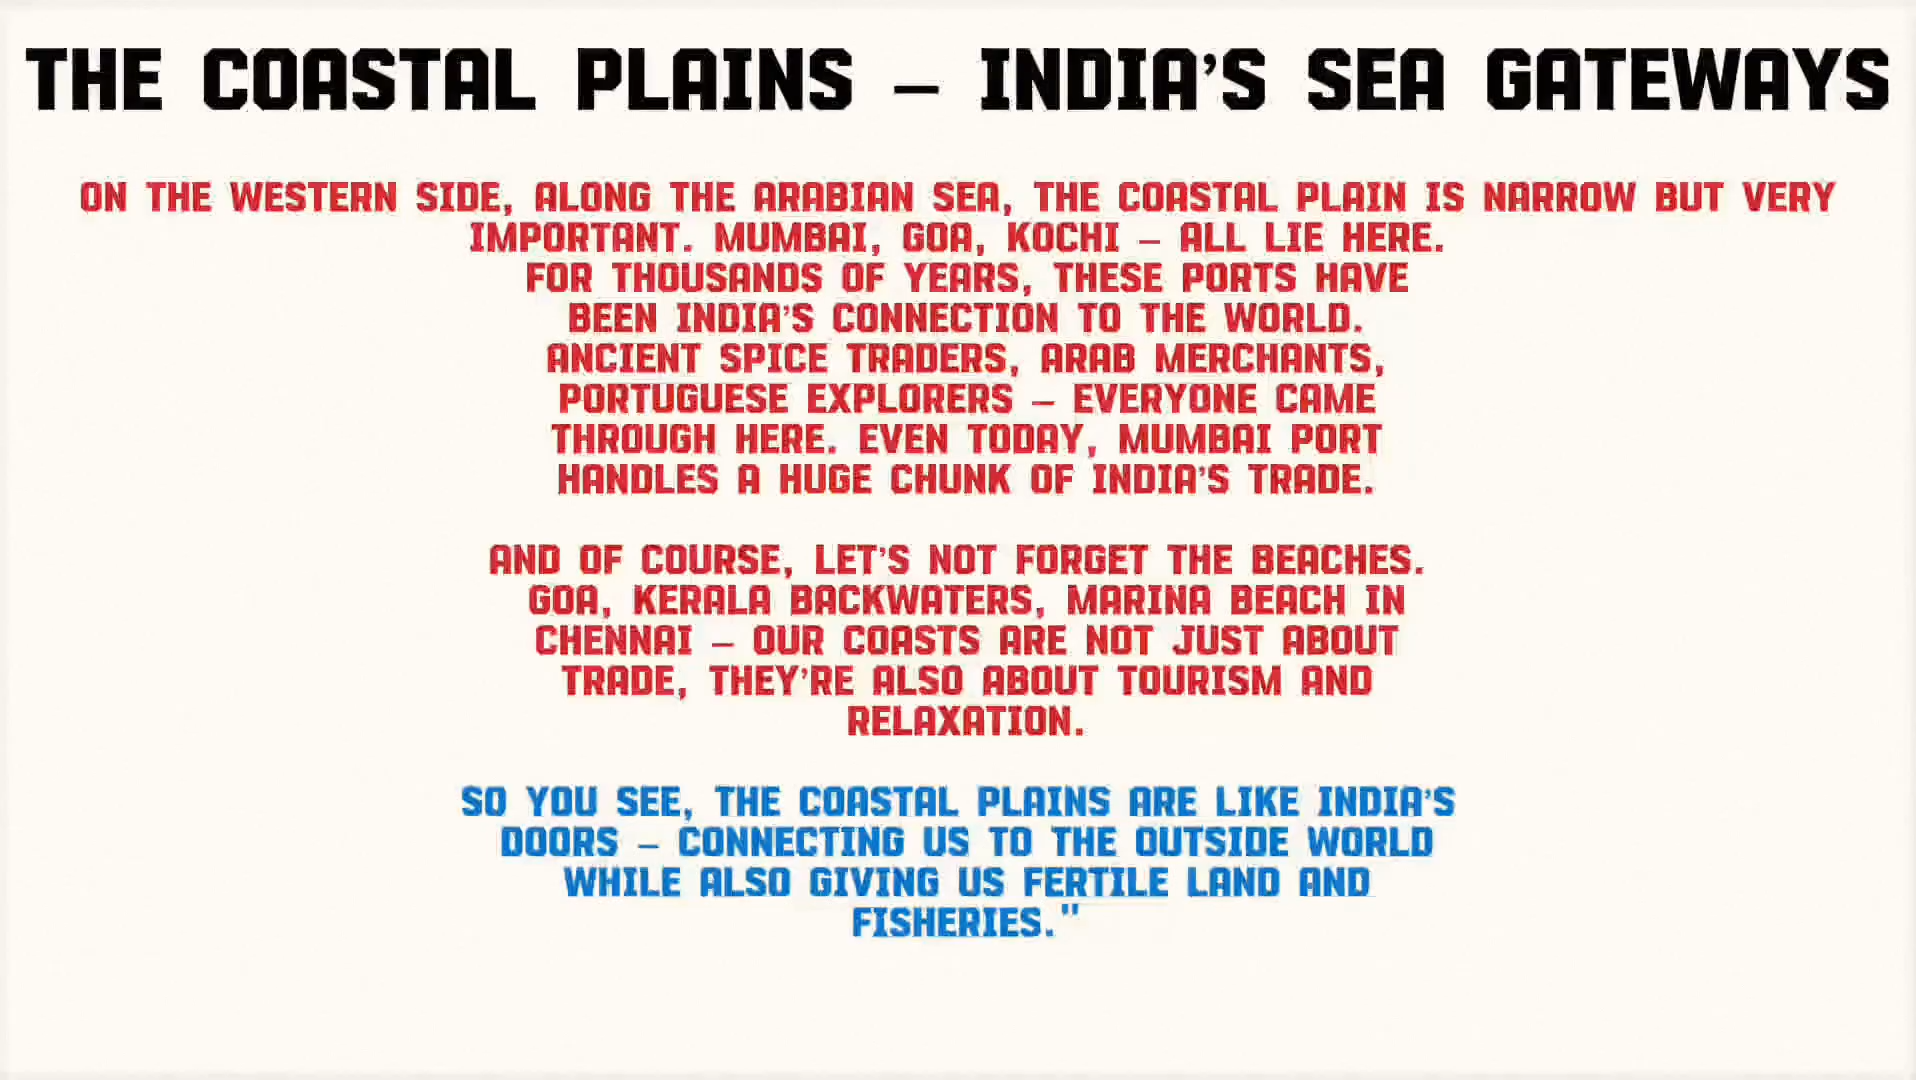 THE COASTAL PLAINS – INDIA'S SEA GATEWAYS
ON THE WESTERN SIDE, ALONG THE ARABIAN SEA, THE COASTAL PLAIN IS NARROW BUT VERY
IMPORTANT. MUMBAI, GOA, KOCHI – ALL LIE HERE.
FOR THOUSANDS OF YEARS, THESE PORTS HAVE
BEEN INDIA'S CONNECTION TO THE WORLD.
ANCIENT SPICE TRADERS, ARAB MERCHANTS,
PORTUGUESE EXPLORERS – EVERYONE CAME
THROUGH HERE. EVEN TODAY, MUMBAI PORT
HANDLES A HUGE CHUNK OF INDIA'S TRADE.
AND OF COURSE, LET'S NOT FORGET THE BEACHES.
GOA, KERALA BACKWATERS, MARINA BEACH IN
CHENNAI – OUR COASTS ARE NOT JUST ABOUT
TRADE, THEY'RE ALSO ABOUT TOURISM AND
RELAXATION.
SO YOU SEE, THE COASTAL PLAINS ARE LIKE INDIA'S
DOORS – CONNECTING US TO THE OUTSIDE WORLD
WHILE ALSO GIVING US FERTILE LAND AND
FISHERIES."